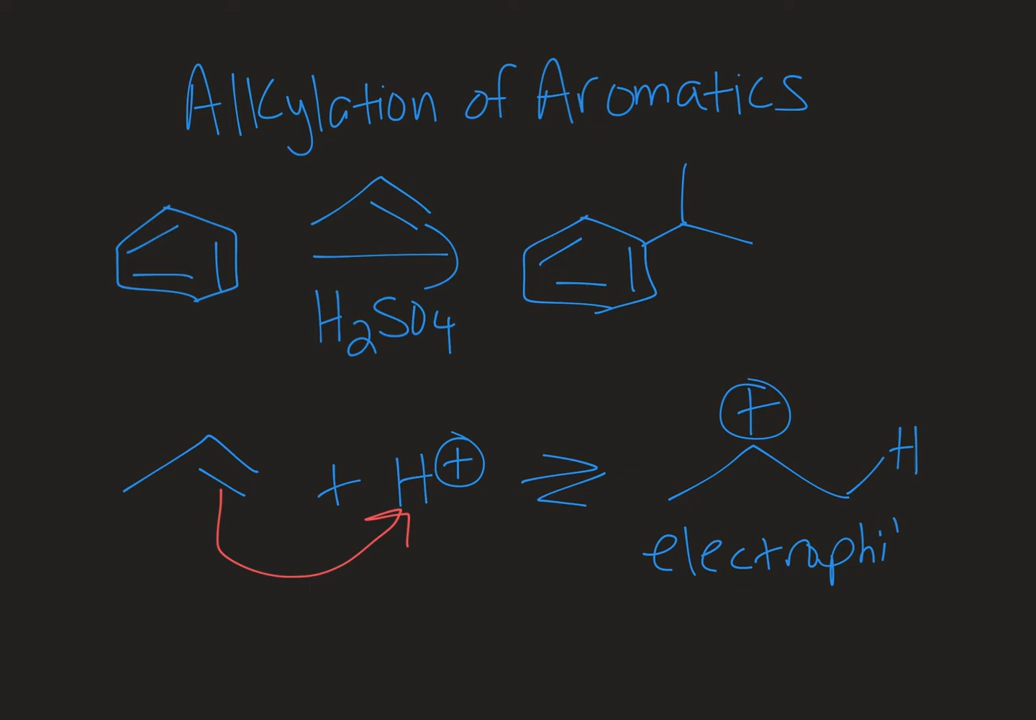 Alkylation of Aromatics
H2SO4
+ H+ ⇌ +
H
electrophi